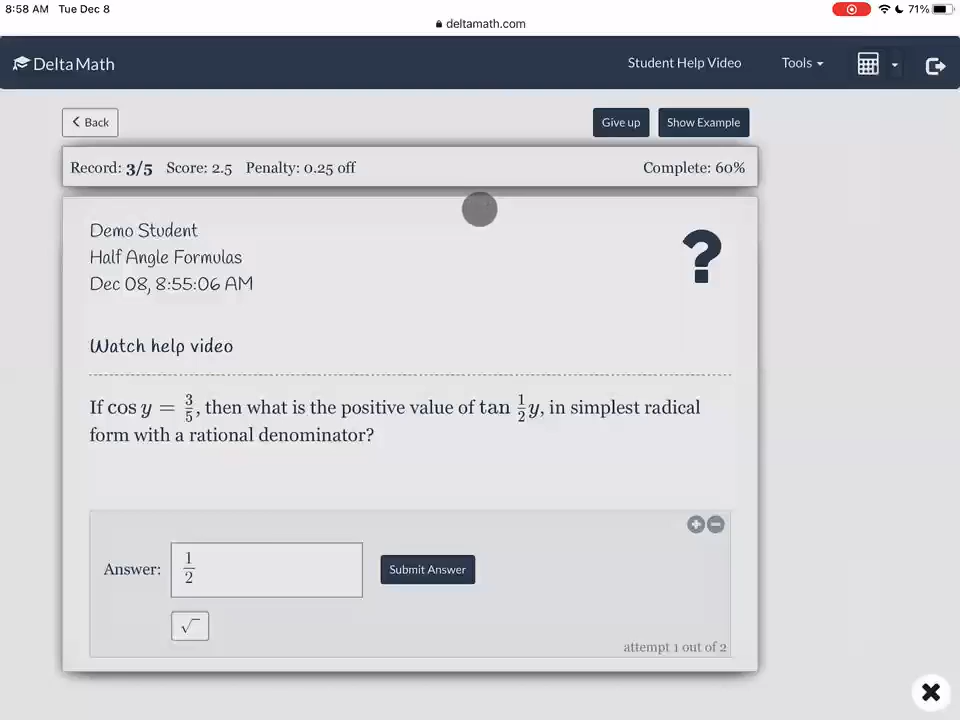 8:58 AM Tue Dec 8 71%
deltamath.com
DeltaMath Student Help Video Tools
Back Give up Show Example
Record: 3/5 Score: 2.5 Penalty: 0.25 off Complete: 60%
Demo Student
Half Angle Formulas
Dec 08, 8:55:06 AM
?
Watch help video
If cos y = 3/5, then what is the positive value of tan 1/2 y, in simplest radical
form with a rational denominator?
Answer: 1/2 Submit Answer
√
attempt 1 out of 2